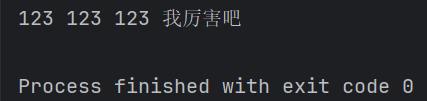 123 123 123 我厉害吧
Process finished with exit code 0